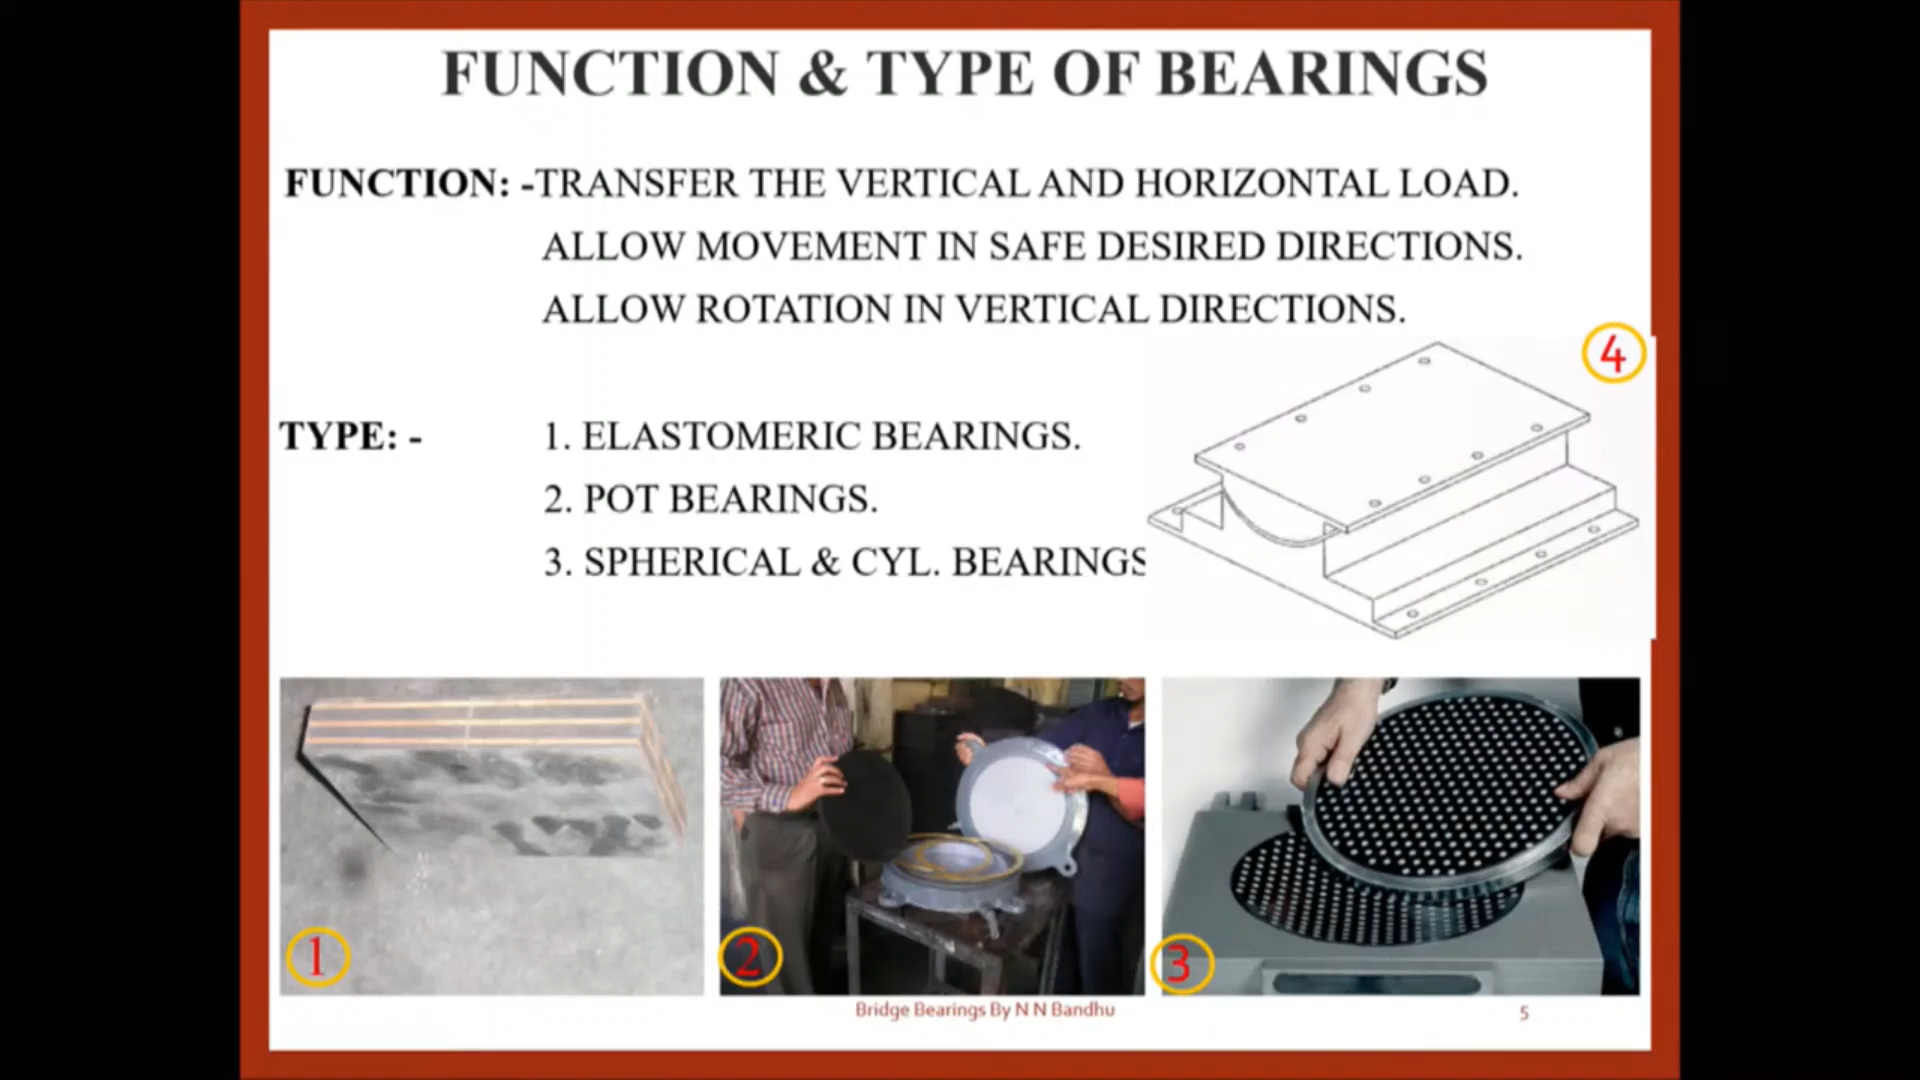 FUNCTION & TYPE OF BEARINGS
FUNCTION: -TRANSFER THE VERTICAL AND HORIZONTAL LOAD.
ALLOW MOVEMENT IN SAFE DESIRED DIRECTIONS.
ALLOW ROTATION IN VERTICAL DIRECTIONS.
4
TYPE: - 1. ELASTOMERIC BEARINGS.
2. POT BEARINGS.
3. SPHERICAL & CYL. BEARINGS
1
2
3
Bridge Bearings By N N Bandhu
5